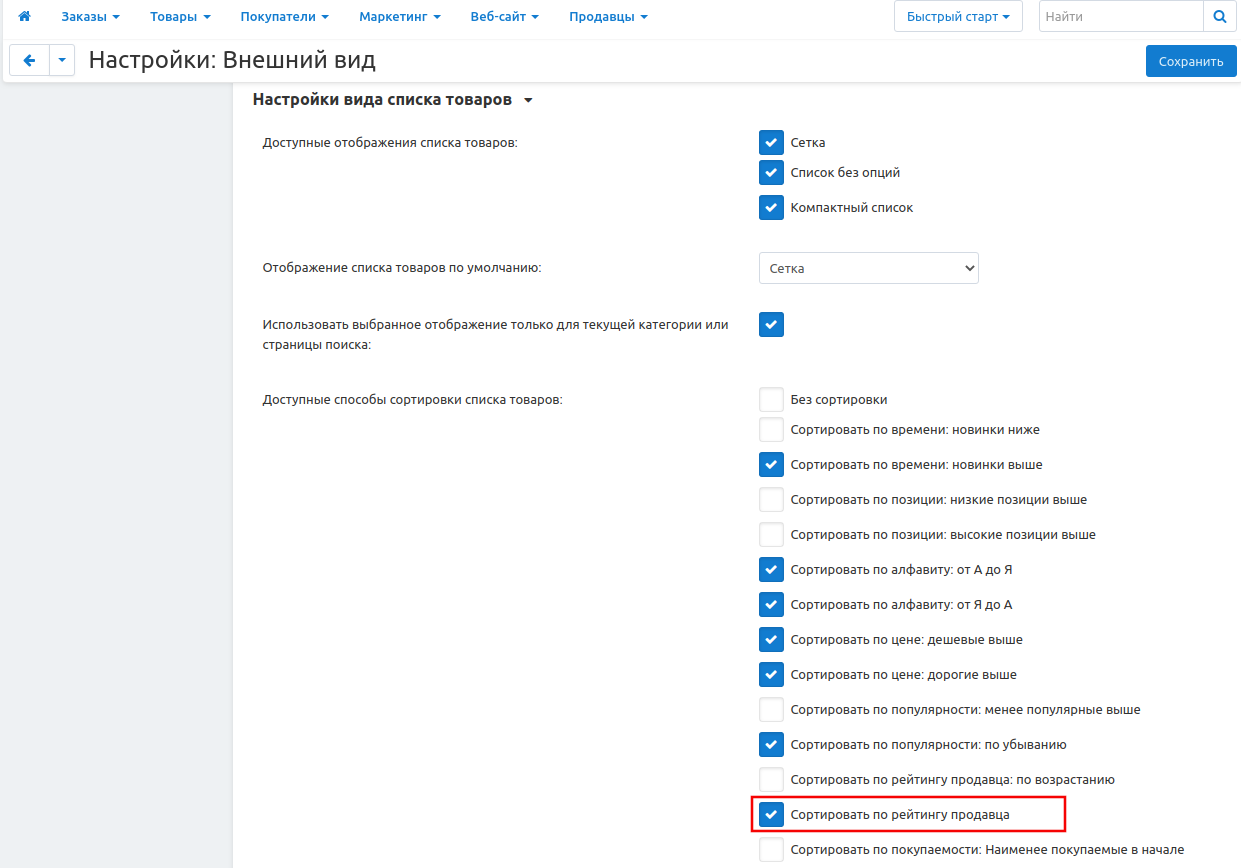 Заказы Товары Покупатели Маркетинг Веб-сайт Продавцы Быстрый старт Найти
Настройки: Внешний вид Сохранить
Настройки вида списка товаров
Доступные отображения списка товаров: Сетка
Список без опций
Компактный список
Отображение списка товаров по умолчанию: Сетка
Использовать выбранное отображение только для текущей категории или
страницы поиска:
Доступные способы сортировки списка товаров: Без сортировки
Сортировать по времени: новинки ниже
Сортировать по времени: новинки выше
Сортировать по позиции: низкие позиции выше
Сортировать по позиции: высокие позиции выше
Сортировать по алфавиту: от А до Я
Сортировать по алфавиту: от Я до А
Сортировать по цене: дешевые выше
Сортировать по цене: дорогие выше
Сортировать по популярности: менее популярные выше
Сортировать по популярности: по убыванию
Сортировать по рейтингу продавца: по возрастанию
Сортировать по рейтингу продавца
Сортировать по покупаемости: Наименее покупаемые в начале